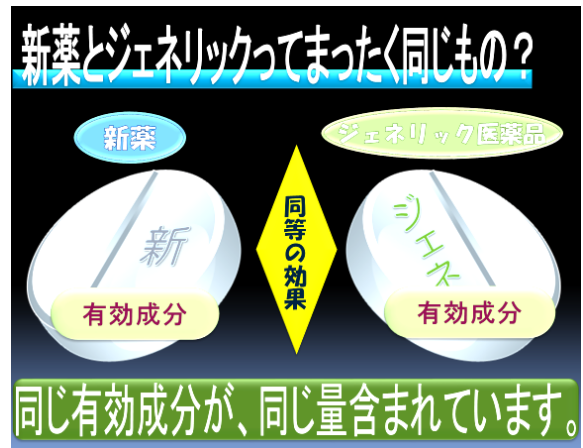 新薬とジェネリックってまったく同じもの？
新薬
ジェネリック医薬品
新
同等の効果
ジェネ
有効成分
有効成分
同じ有効成分が、同じ量含まれています。